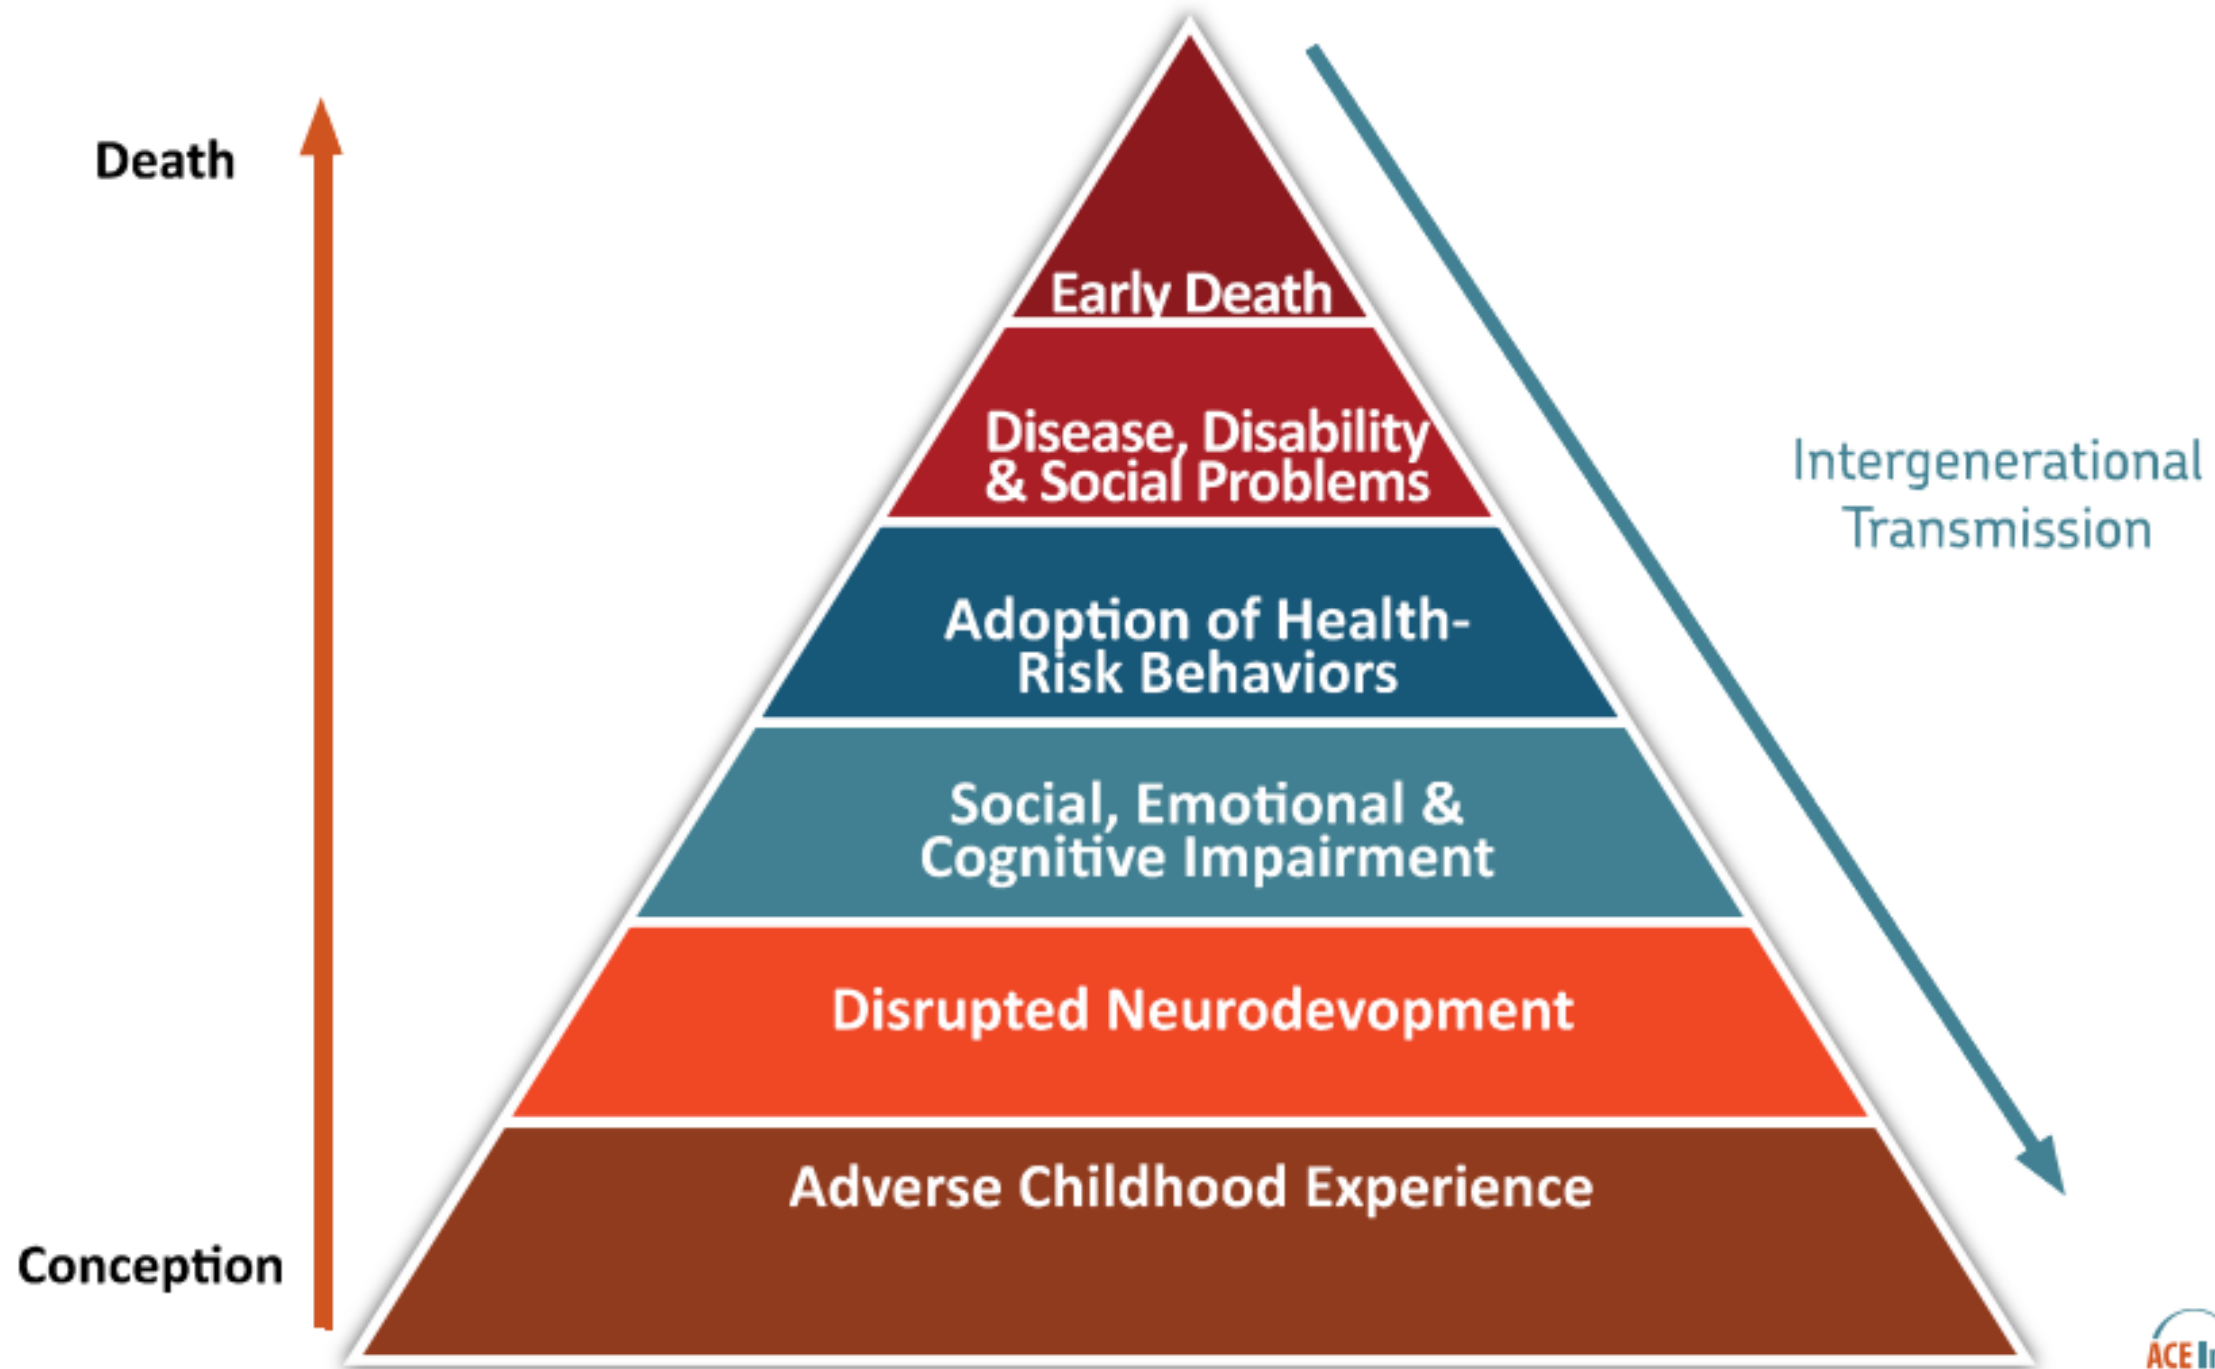 Death
Early Death
Disease, Disability
& Social Problems
Intergenerational
Transmission
Adoption of Health-
Risk Behaviors
Social, Emotional &
Cognitive Impairment
Disrupted Neurodevopment
Adverse Childhood Experience
Conception
ACE